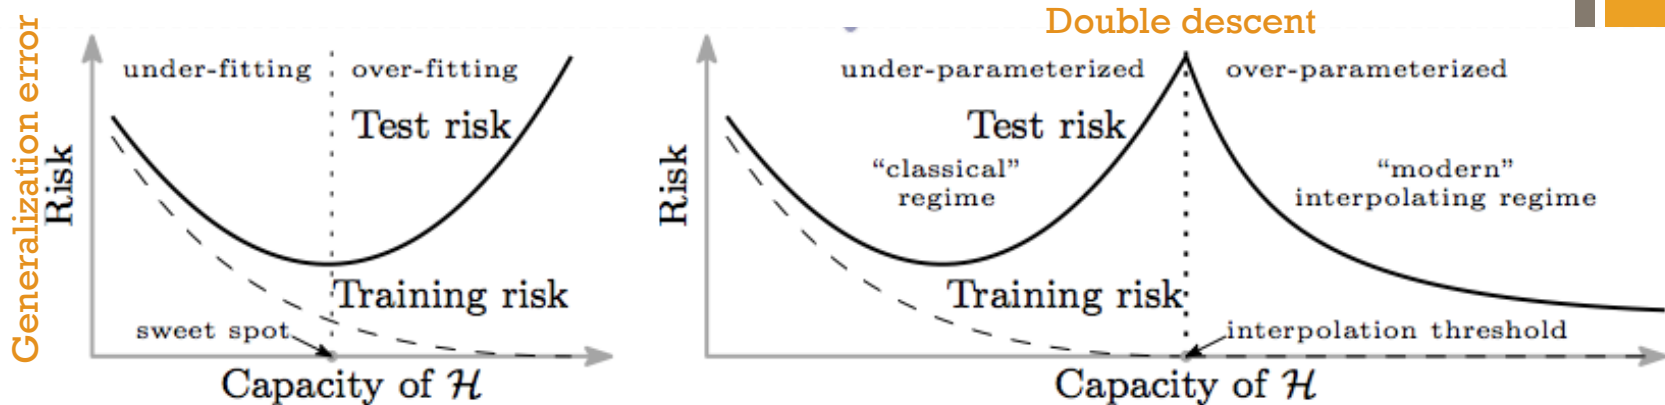 Double descent
Generalization error
Risk
under-fitting
over-fitting
Test risk
Training risk
sweet spot
Capacity of ℋ
Risk
under-parameterized
over-parameterized
Test risk
“classical”
regime
“modern”
interpolating regime
Training risk
interpolation threshold
Capacity of ℋ